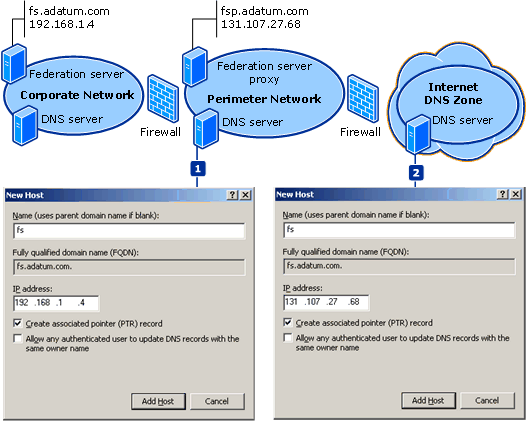 fs.adatum.com
192.168.1.4
fsp.adatum.com
131.107.27.68
Federation server
Corporate Network
DNS server
Firewall
Federation server
proxy
Perimeter Network
DNS server
Firewall
Internet
DNS Zone
DNS server
1
2
New Host
Name (uses parent domain name if blank):
fs
Fully qualified domain name (FQDN):
fs.adatum.com.
IP address:
192 .168 .1 .4
Create associated pointer (PTR) record
Allow any authenticated user to update DNS records with the
same owner name
Add Host
Cancel
New Host
Name (uses parent domain name if blank):
fs
Fully qualified domain name (FQDN):
fs.adatum.com.
IP address:
131 .107 .27 .68
Create associated pointer (PTR) record
Allow any authenticated user to update DNS records with the
same owner name
Add Host
Cancel